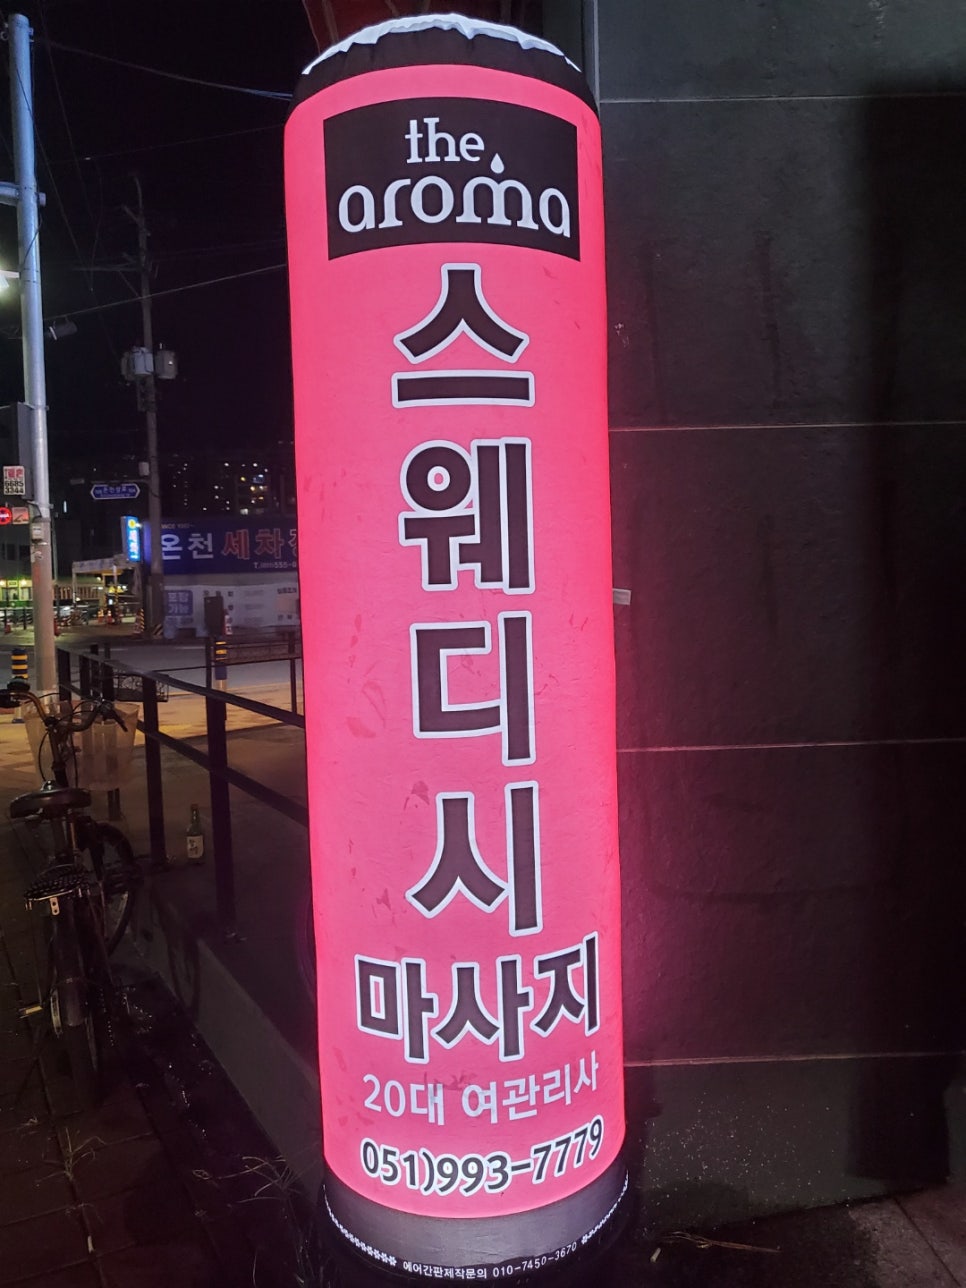 the
aroma
스웨디시
마사지
20대 여관리사
051)993-7779
에어간판제작문의 010-7450-3670
온천 세차